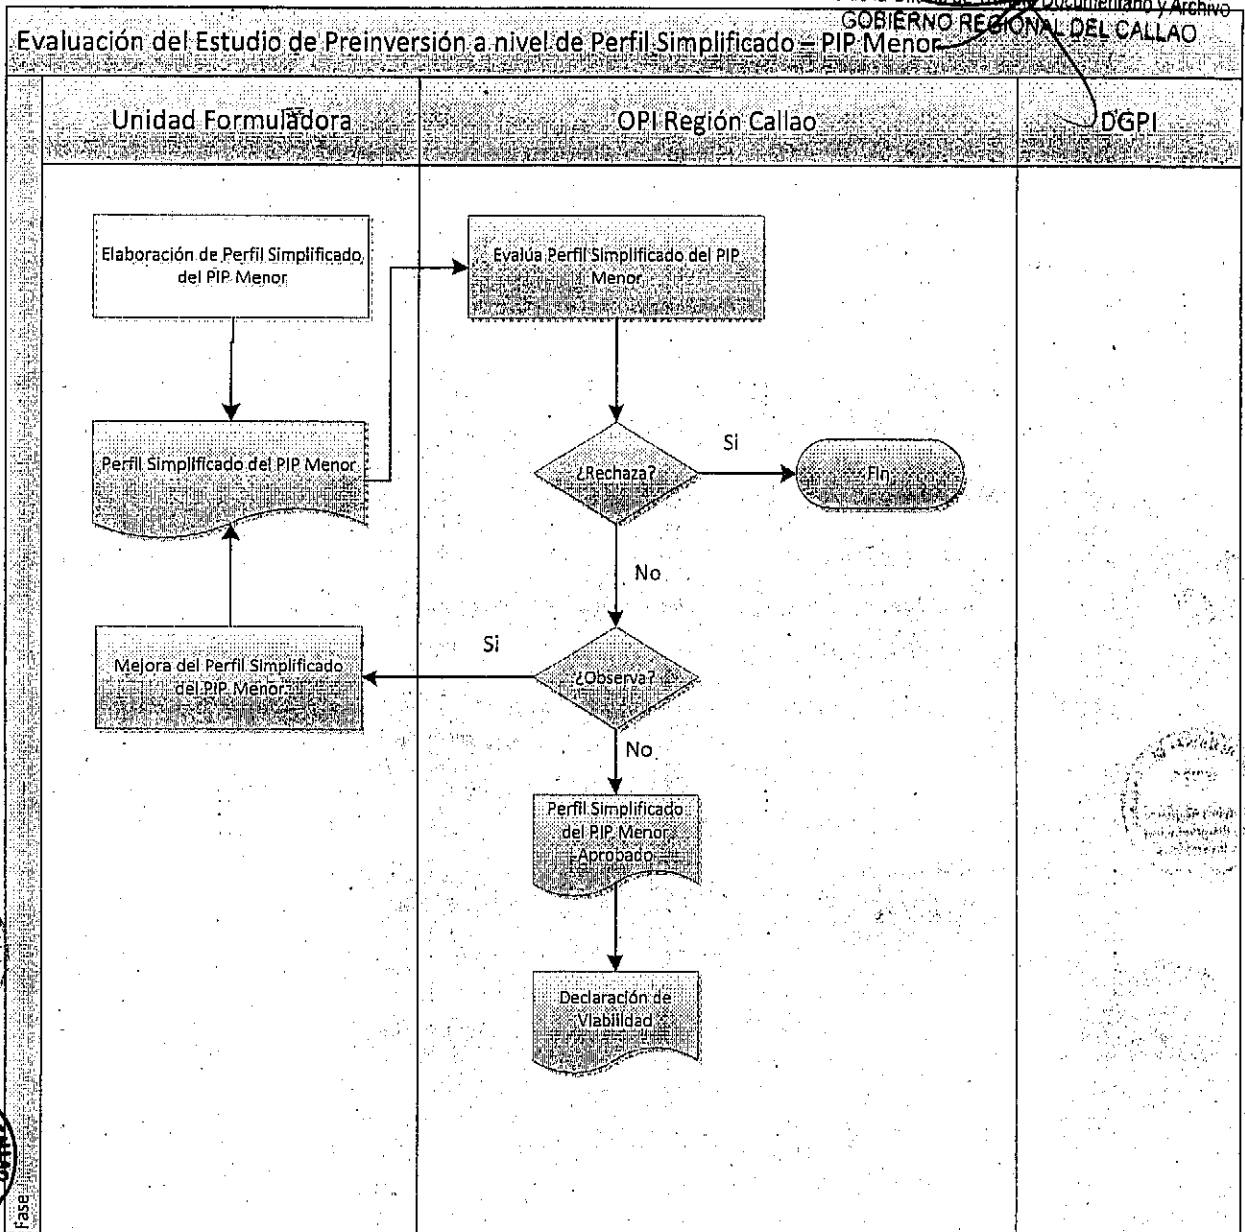 Documentario y Archivo
GOBIERNO REGIONAL DEL CALLAO
Evaluación del Estudio de Preinversión a nivel de Perfil Simplificado – PIP Menor
Unidad Formuladora
OPI Región Callao
DGPI
Elaboración de Perfil Simplificado
del PIP Menor
Evalúa Perfil Simplificado del PIP
Menor
Perfil Simplificado del PIP Menor
¿Rechaza?
Si
Fin
No
Mejora del Perfil Simplificado
del PIP Menor
Si
¿Observa?
No
Perfil Simplificado
del PIP Menor
Aprobado
Declaración de
Viabilidad
Fase